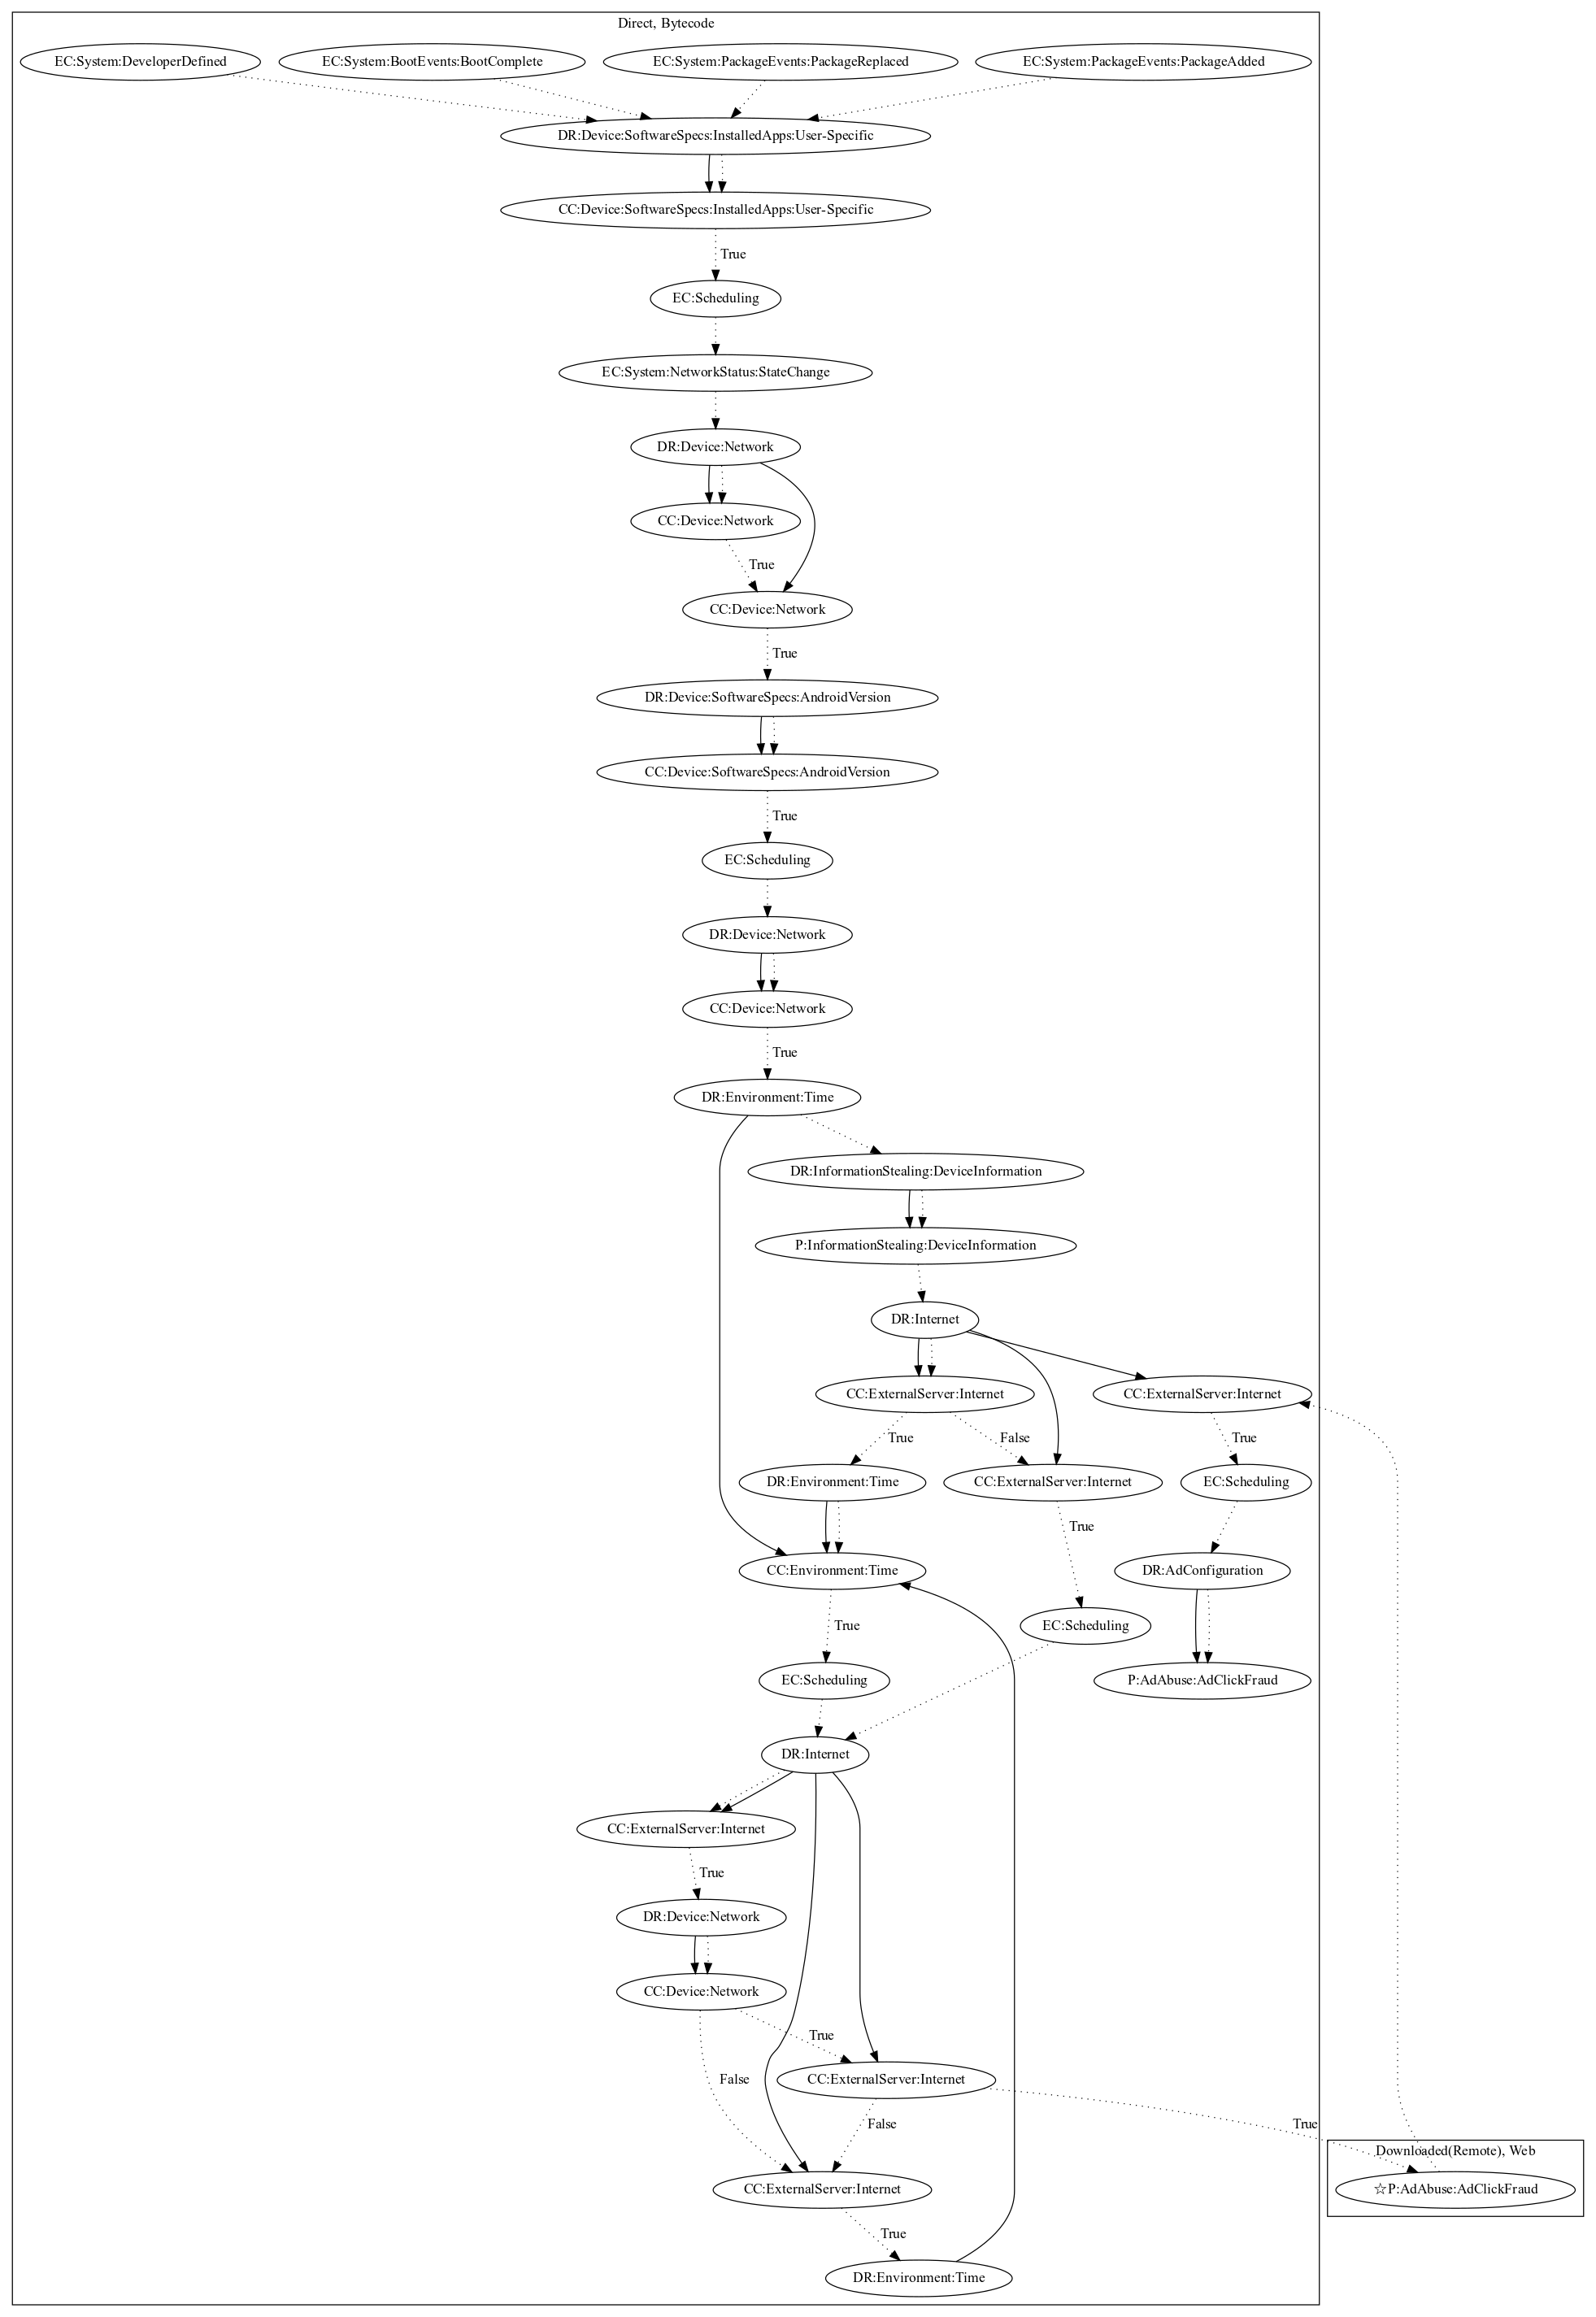 Direct, Bytecode
EC:System:DeveloperDefined
EC:System:BootEvents:BootComplete
EC:System:PackageEvents:PackageReplaced
EC:System:PackageEvents:PackageAdded
DR:Device:SoftwareSpecs:InstalledApps:User-Specific
CC:Device:SoftwareSpecs:InstalledApps:User-Specific
True
EC:Scheduling
EC:System:NetworkStatus:StateChange
DR:Device:Network
CC:Device:Network
True
CC:Device:Network
True
DR:Device:SoftwareSpecs:AndroidVersion
CC:Device:SoftwareSpecs:AndroidVersion
True
EC:Scheduling
DR:Device:Network
CC:Device:Network
True
DR:Environment:Time
DR:InformationStealing:DeviceInformation
P:InformationStealing:DeviceInformation
DR:Internet
CC:ExternalServer:Internet
CC:ExternalServer:Internet
True
False
True
DR:Environment:Time
CC:ExternalServer:Internet
EC:Scheduling
True
CC:Environment:Time
DR:AdConfiguration
True
EC:Scheduling
EC:Scheduling
P:AdAbuse:AdClickFraud
DR:Internet
CC:ExternalServer:Internet
True
DR:Device:Network
CC:Device:Network
True
False
CC:ExternalServer:Internet
False
True
Downloaded(Remote), Web
CC:ExternalServer:Internet
☆P:AdAbuse:AdClickFraud
True
DR:Environment:Time